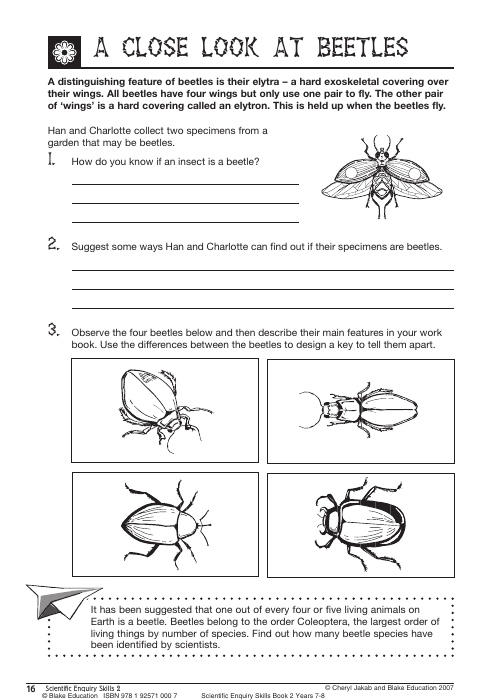 A CLOSE LOOK AT BEETLES
A distinguishing feature of beetles is their elytra – a hard exoskeletal covering over
their wings. All beetles have four wings but only use one pair to fly. The other pair
of ‘wings’ is a hard covering called an elytron. This is held up when the beetles fly.
Han and Charlotte collect two specimens from a
garden that may be beetles.
1. How do you know if an insect is a beetle?
2. Suggest some ways Han and Charlotte can find out if their specimens are beetles.
3. Observe the four beetles below and then describe their main features in your work
book. Use the differences between the beetles to design a key to tell them apart.
It has been suggested that one out of every four or five living animals on
Earth is a beetle. Beetles belong to the order Coleoptera, the largest order of
living things by number of species. Find out how many beetle species have
been identified by scientists.
16 Scientific Enquiry Skills 2 © Cheryl Jakab and Blake Education 2007
© Blake Education ISBN 978 1 92571 000 7 Scientific Enquiry Skills Book 2 Years 7-8